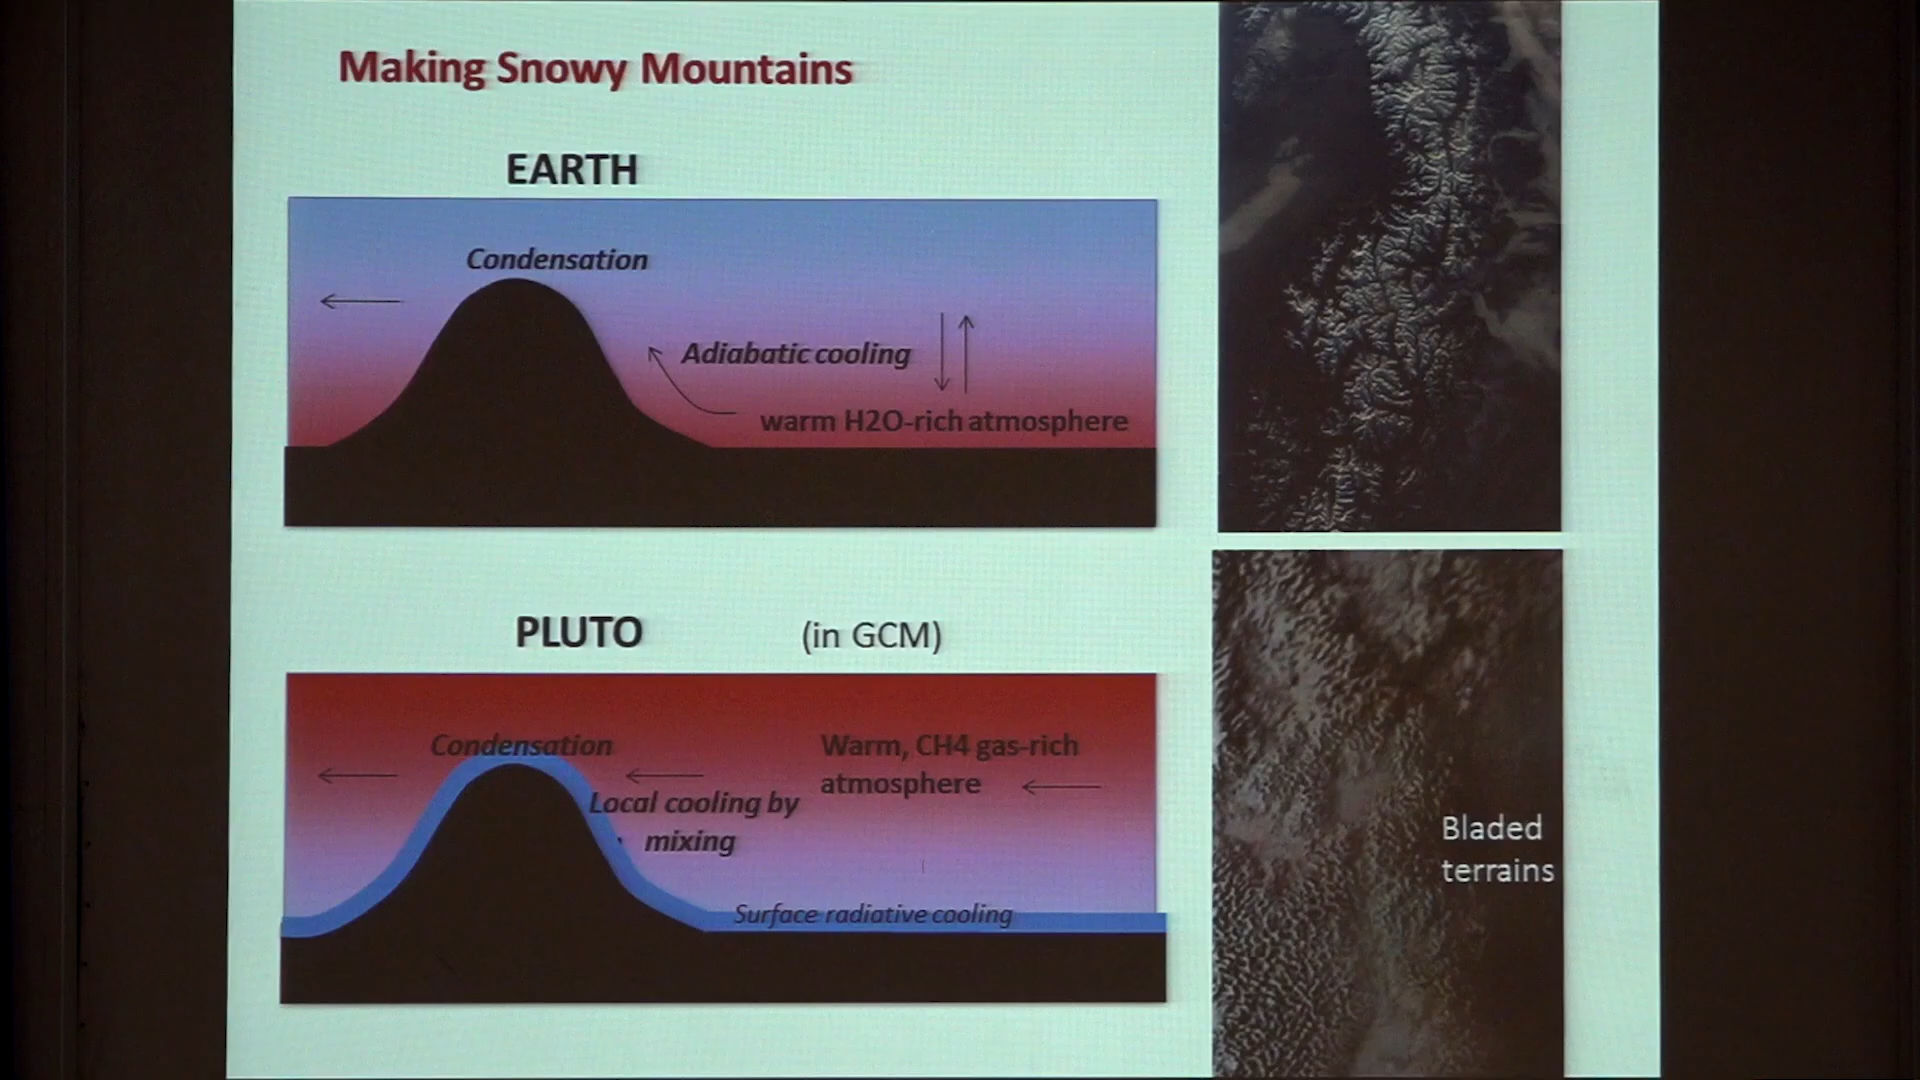 Making Snowy Mountains
EARTH
Condensation
Adiabatic cooling
warm H2O-rich atmosphere
PLUTO (in GCM)
Condensation
Warm, CH4 gas-rich
atmosphere
Local cooling by
mixing
Surface radiative cooling
Bladed
terrains